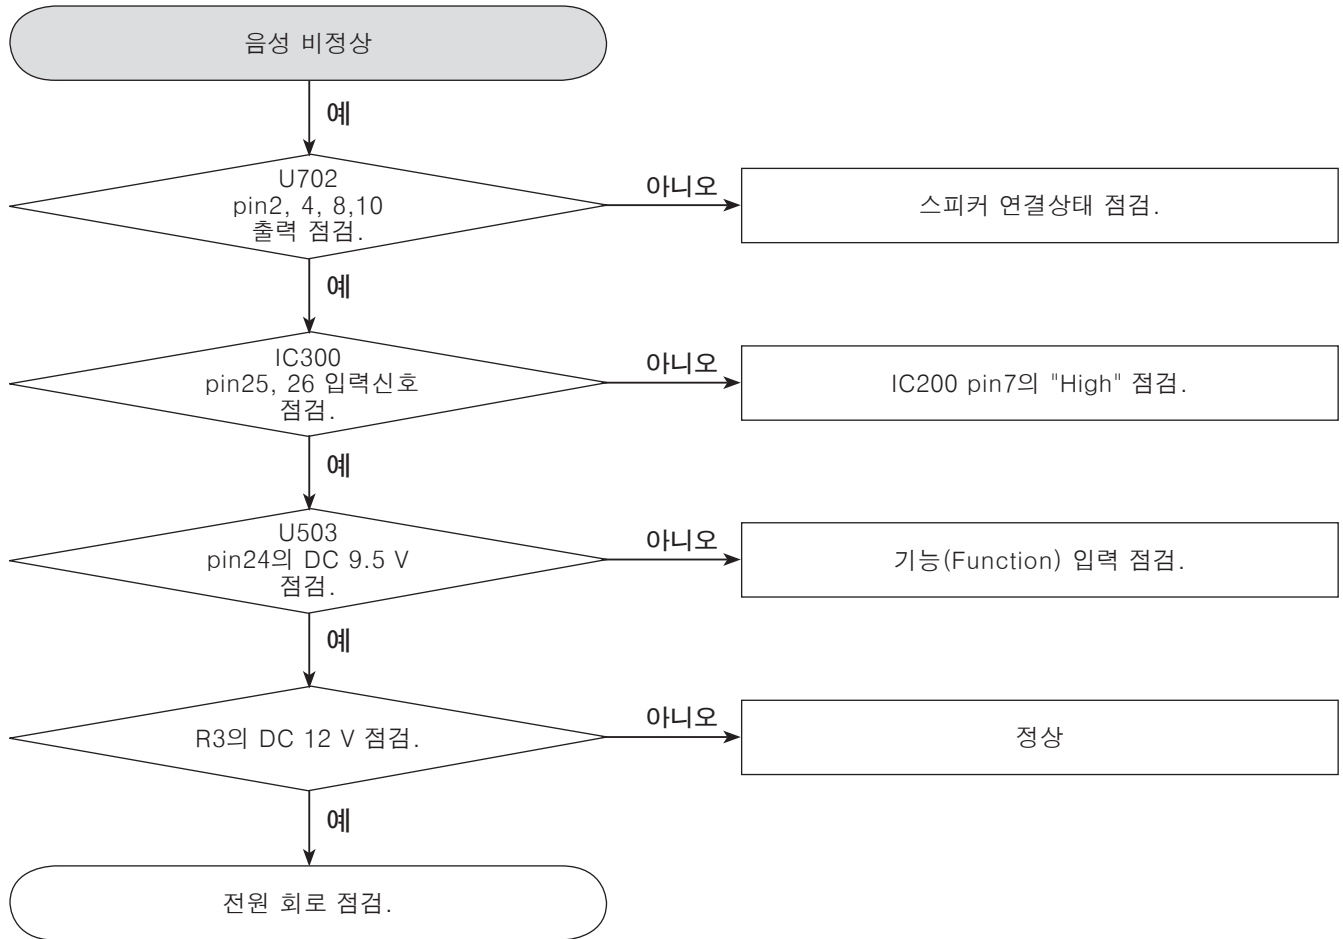 음성 비정상
예
U702
pin2, 4, 8,10
출력 점검.
아니오
스피커 연결상태 점검.
예
IC300
pin25, 26 입력신호
점검.
아니오
IC200 pin7의 "High" 점검.
예
U503
pin24의 DC 9.5 V
점검.
아니오
기능(Function) 입력 점검.
예
R3의 DC 12 V 점검.
아니오
정상
예
전원 회로 점검.